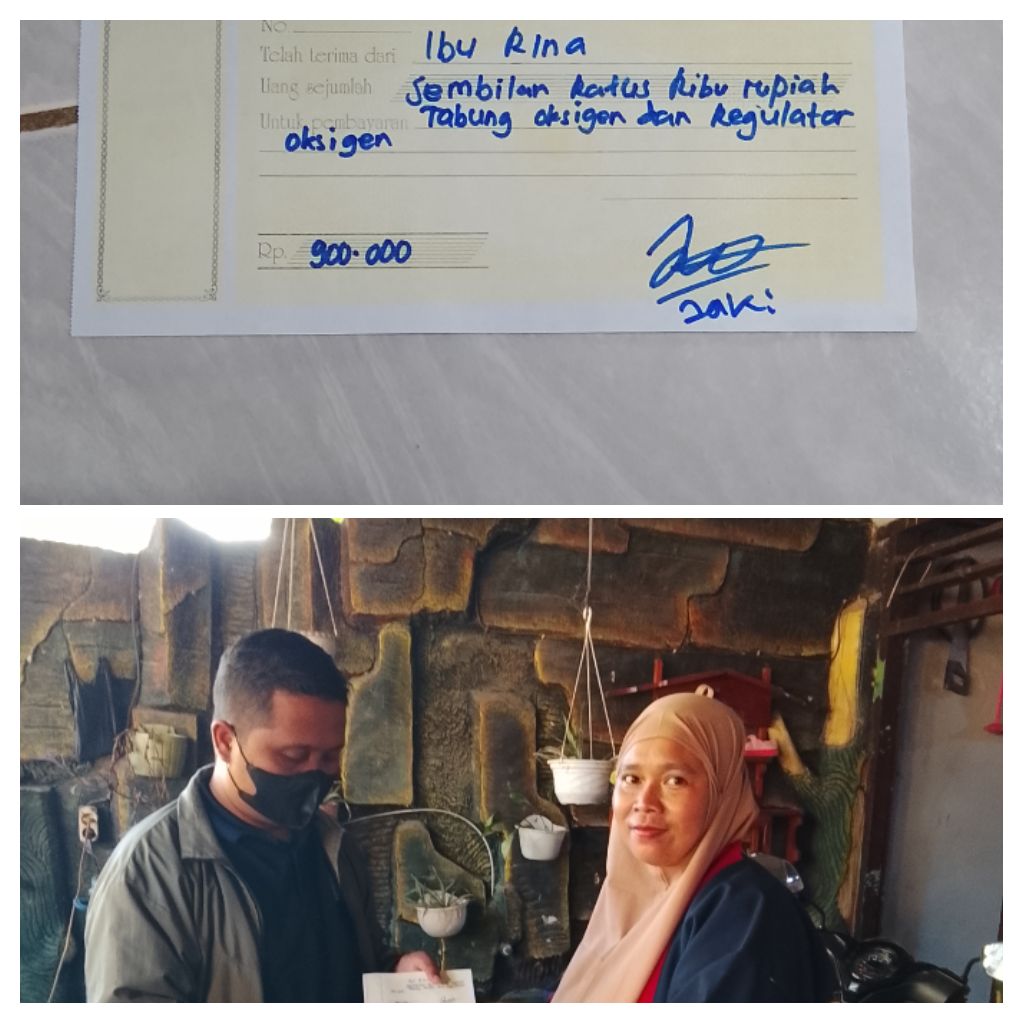 No.
Telah terima dari Ibu Rina
Uang sejumlah Sembilan Ratus Ribu rupiah
Untuk pembayaran Tabung oksigen dan Regulator
oksigen
Rp. 900.000
zaki